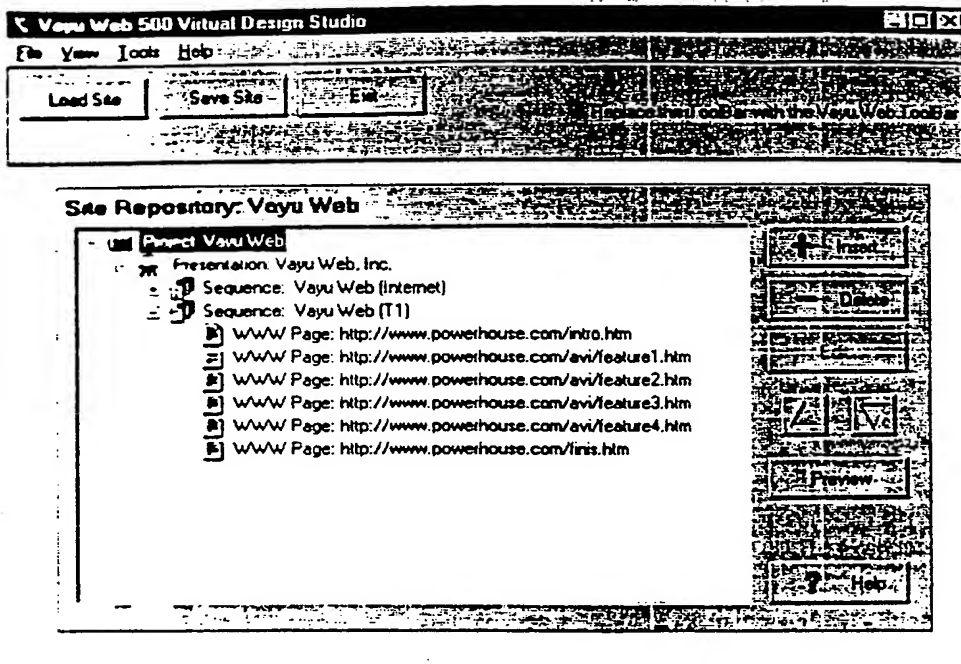 Vayu Web 500 Virtual Design Studio
File View Tools Help
Load Site Save Site Exit
Replace the ToolBar with the Vayu Web ToolBar
Site Repository: Vayu Web
Project Vayu Web
Presentation: Vayu Web, Inc.
Sequence: Vayu Web (Internet)
Sequence: Vayu Web (T1)
WWW Page: http://www.powerhouse.com/intro.htm
WWW Page: http://www.powerhouse.com/avi/feature1.htm
WWW Page: http://www.powerhouse.com/avi/feature2.htm
WWW Page: http://www.powerhouse.com/avi/feature3.htm
WWW Page: http://www.powerhouse.com/avi/feature4.htm
WWW Page: http://www.powerhouse.com/finis.htm
Insert
Delete
Preview
? Help